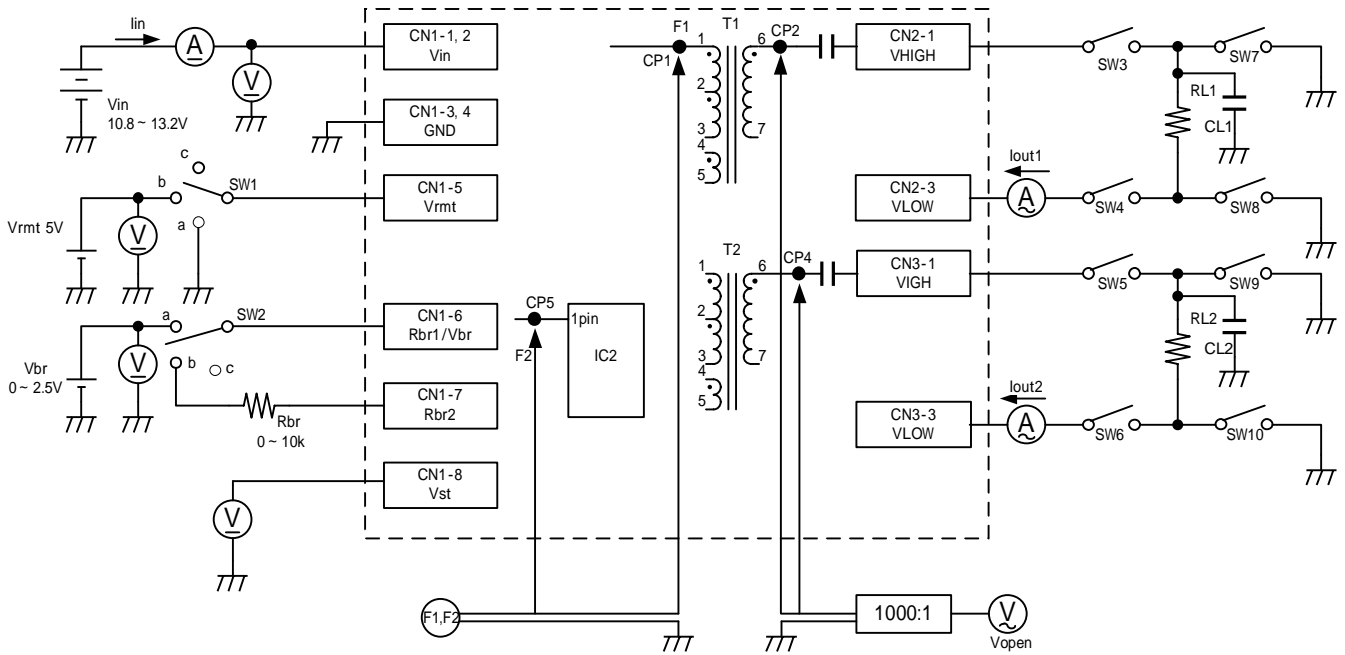 Iin
A
V
Vin
10.8 ~ 13.2V
CN1-1, 2
Vin
CN1-3, 4
GND
c
b
SW1
a
Vrmt 5V
V
CN1-5
Vrmt
a
SW2
b
c
Vbr
0 ~ 2.5V
V
Rbr
0 ~ 10k
CN1-6
Rbr1/Vbr
CN1-7
Rbr2
CN1-8
Vst
V
CP5
F2
1pin
IC2
F1
CP1
T1
1
2
3
4
5
6
7
CP2
T2
1
2
3
4
5
6
7
CP4
CN2-1
VHIGH
CN2-3
VLOW
CN3-1
VIGH
CN3-3
VLOW
SW3
SW7
RL1
CL1
Iout1
A
SW4
SW8
SW5
SW9
RL2
CL2
Iout2
A
SW6
SW10
F1,F2
1000:1
V
Vopen